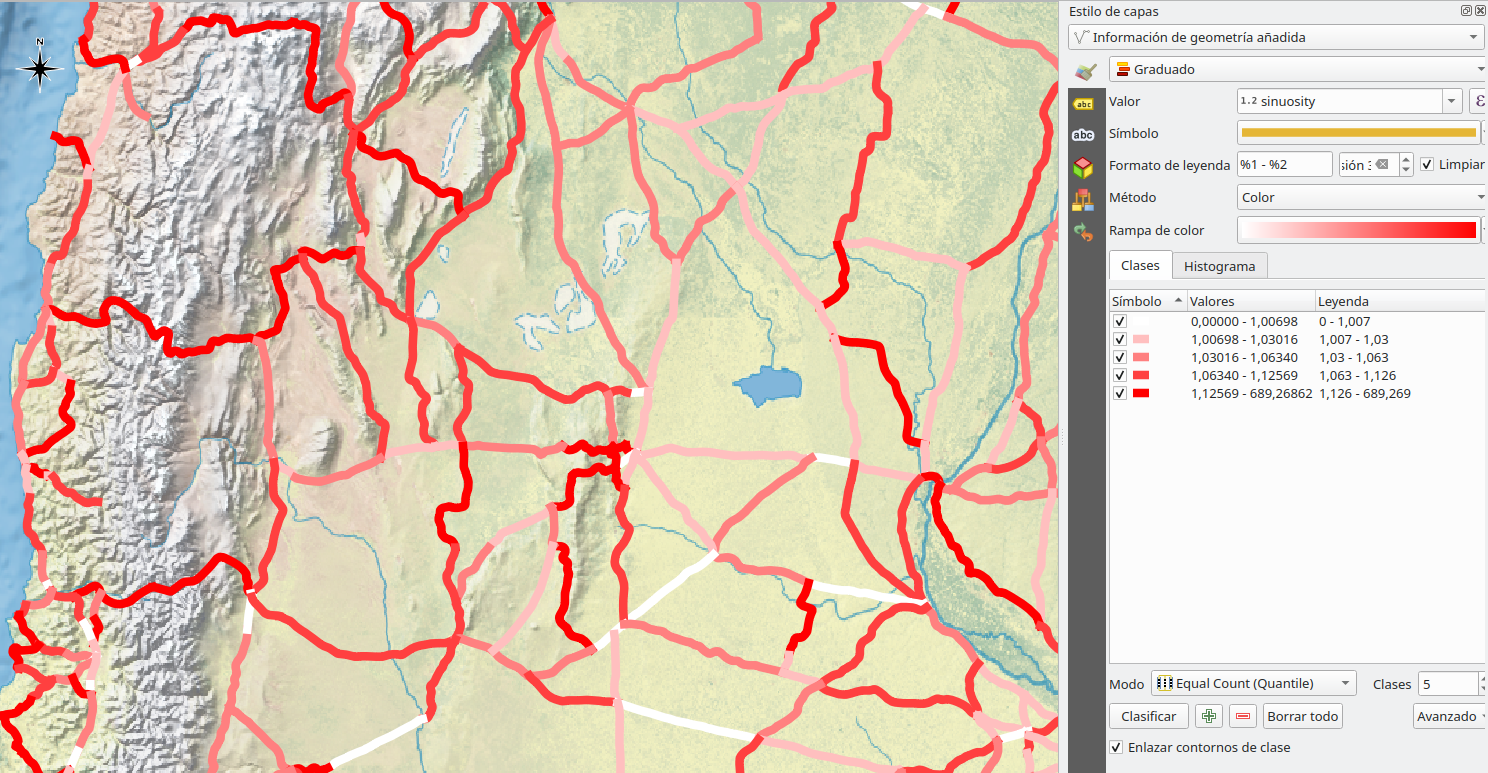 N
Estilo de capas
Información de geometría añadida
Graduado
Valor 1.2 sinuosity ε
abc
Símbolo
abc
Formato de leyenda %1 - %2 sión Limpiar
Método Color
Rampa de color
Clases Histograma
Símbolo Valores Leyenda
0,00000 - 1,00698 0 - 1,007
1,00698 - 1,03016 1,007 - 1,03
1,03016 - 1,06340 1,03 - 1,063
1,06340 - 1,12569 1,063 - 1,126
1,12569 - 689,26862 1,126 - 689,269
Modo Equal Count (Quantile) Clases 5
Clasificar Borrar todo Avanzado
Enlazar contornos de clase